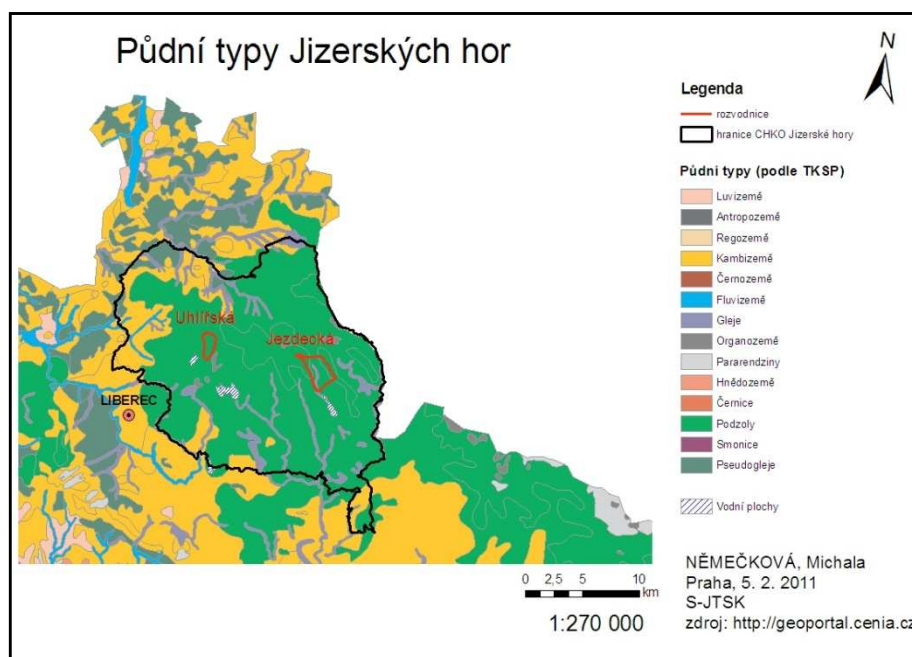 Půdní typy Jizerských hor
N
Legenda
rozvodnice
hranice CHKO Jizerské hory
Půdní typy (podle TKSP)
Luvizemě
Antropozemě
Regozemě
Kambizemě
Černozemě
Fluvizemě
Gleje
Organozemě
Pararendziny
Hnědozemě
Černice
Podzoly
Smonice
Pseudogleje
Vodní plochy
Uhlířská
Jezdecká
LIBEREC
0 2,5 5 10
km
1:270 000
NĚMEČKOVÁ, Michala
Praha, 5. 2. 2011
S-JTSK
zdroj: http://geoportal.cenia.cz